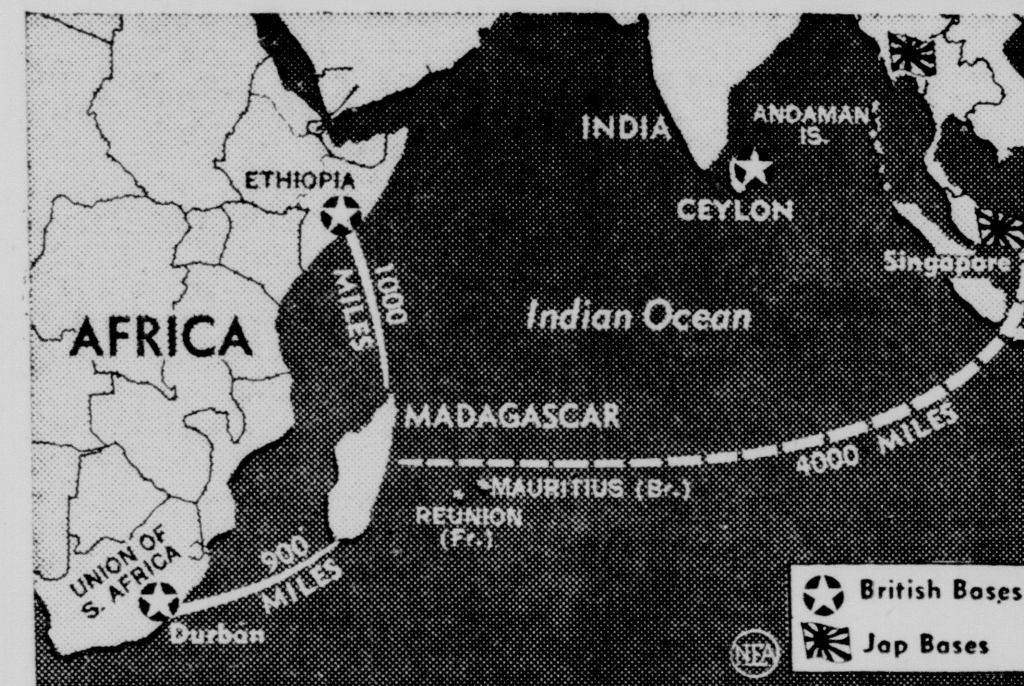 INDIA
ANDAMAN
IS.
ETHIOPIA
CEYLON
Singapore
1000
MILES
Indian Ocean
AFRICA
MADAGASCAR
4000 MILES
MAURITIUS (Br.)
REUNION
(Fr.)
UNION OF
S. AFRICA
900
MILES
Durban
British Bases
Jap Bases
NEA